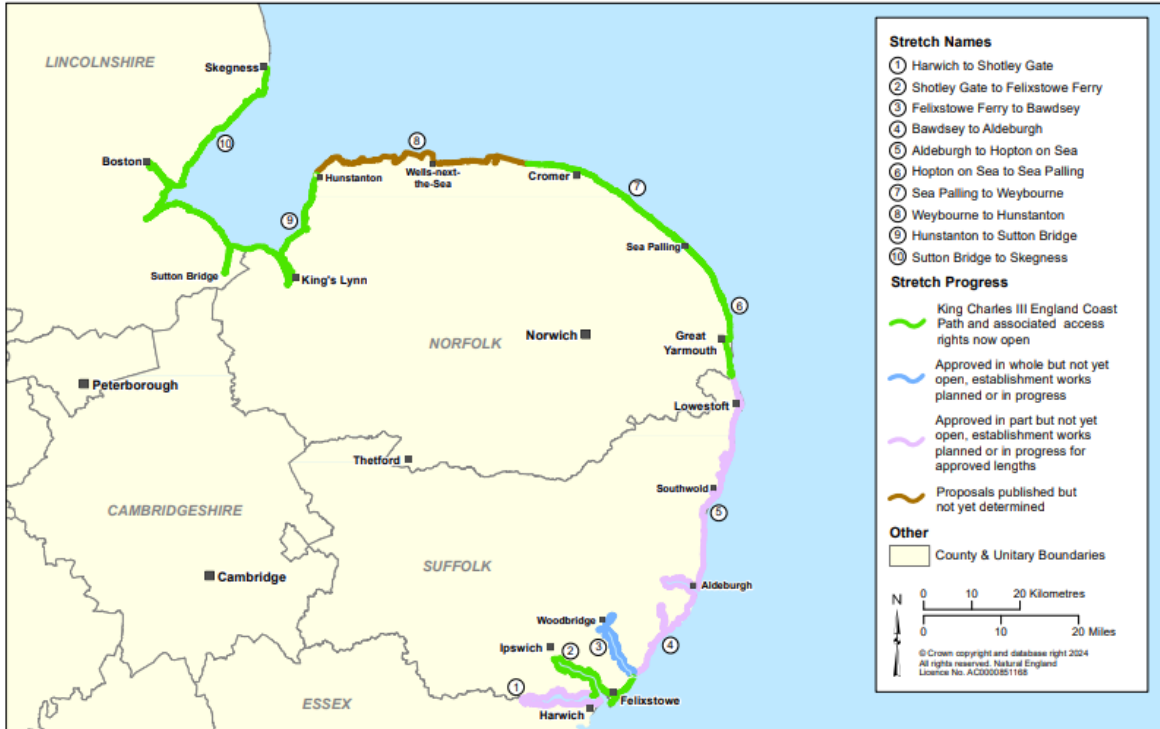 LINCOLNSHIRE
Skegness
10
Boston
8
Hunstanton
Wells-next-
the-Sea
Cromer
7
9
Sea Palling
Sutton Bridge
King's Lynn
6
Norwich
Great
Yarmouth
NORFOLK
Peterborough
Lowestoft
Thetford
Southwold
CAMBRIDGESHIRE
5
SUFFOLK
Cambridge
Aldeburgh
Woodbridge
Ipswich
2
3
4
1
Felixstowe
ESSEX
Harwich
Stretch Names
1 Harwich to Shotley Gate
2 Shotley Gate to Felixstowe Ferry
3 Felixstowe Ferry to Bawdsey
4 Bawdsey to Aldeburgh
5 Aldeburgh to Hopton on Sea
6 Hopton on Sea to Sea Palling
7 Sea Palling to Weybourne
8 Weybourne to Hunstanton
9 Hunstanton to Sutton Bridge
10 Sutton Bridge to Skegness
Stretch Progress
King Charles III England Coast
Path and associated access
rights now open
Approved in whole but not yet
open, establishment works
planned or in progress
Approved in part but not yet
open, establishment works
planned or in progress for
approved lengths
Proposals published but
not yet determined
Other
County & Unitary Boundaries
N
0 10 20 Kilometres
0 10 20 Miles
© Crown copyright and database right 2024
All rights reserved. Natural England
Licence No. AC0000851168